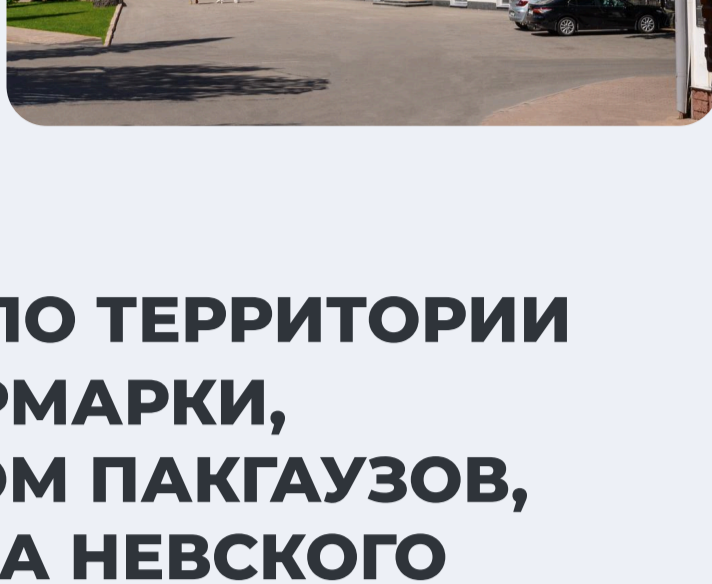 ПО ТЕРРИТОРИИ
РМАРКИ,
ОМ ПАКГАУЗОВ,
А НЕВСКОГО